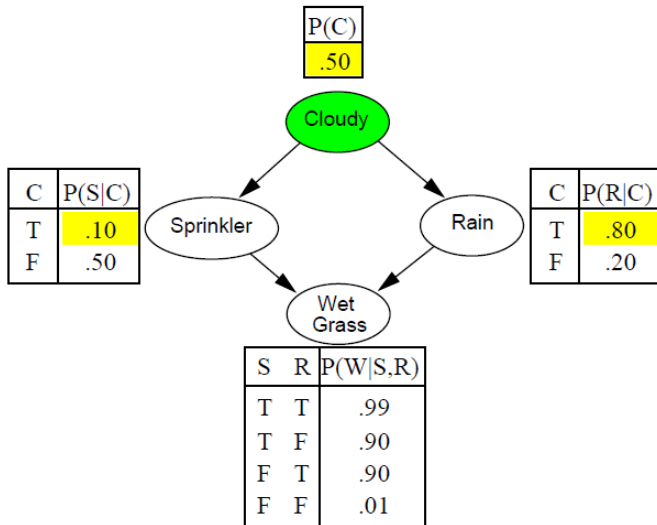 P(C)
.50
Cloudy
C P(S|C)
T .10
F .50
Sprinkler
Rain
C P(R|C)
T .80
F .20
Wet
Grass
S R P(W|S,R)
T T .99
T F .90
F T .90
F F .01